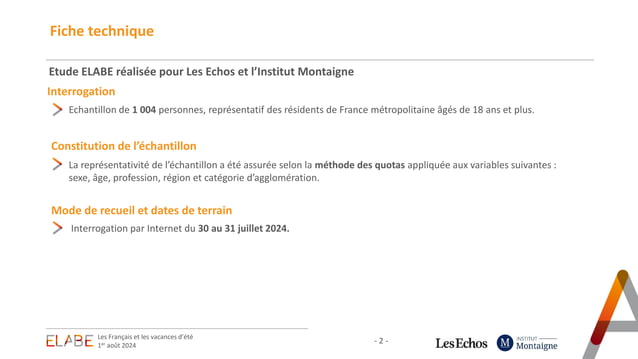 Fiche technique
Etude ELABE réalisée pour Les Echos et l’Institut Montaigne
Interrogation
Echantillon de 1 004 personnes, représentatif des résidents de France métropolitaine âgés de 18 ans et plus.
Constitution de l’échantillon
La représentativité de l’échantillon a été assurée selon la méthode des quotas appliquée aux variables suivantes :
sexe, âge, profession, région et catégorie d’agglomération.
Mode de recueil et dates de terrain
Interrogation par Internet du 30 au 31 juillet 2024.
ELABE
Les Français et les vacances d’été
1er août 2024
- 2 -
Les Echos
M
INSTITUT
Montaigne